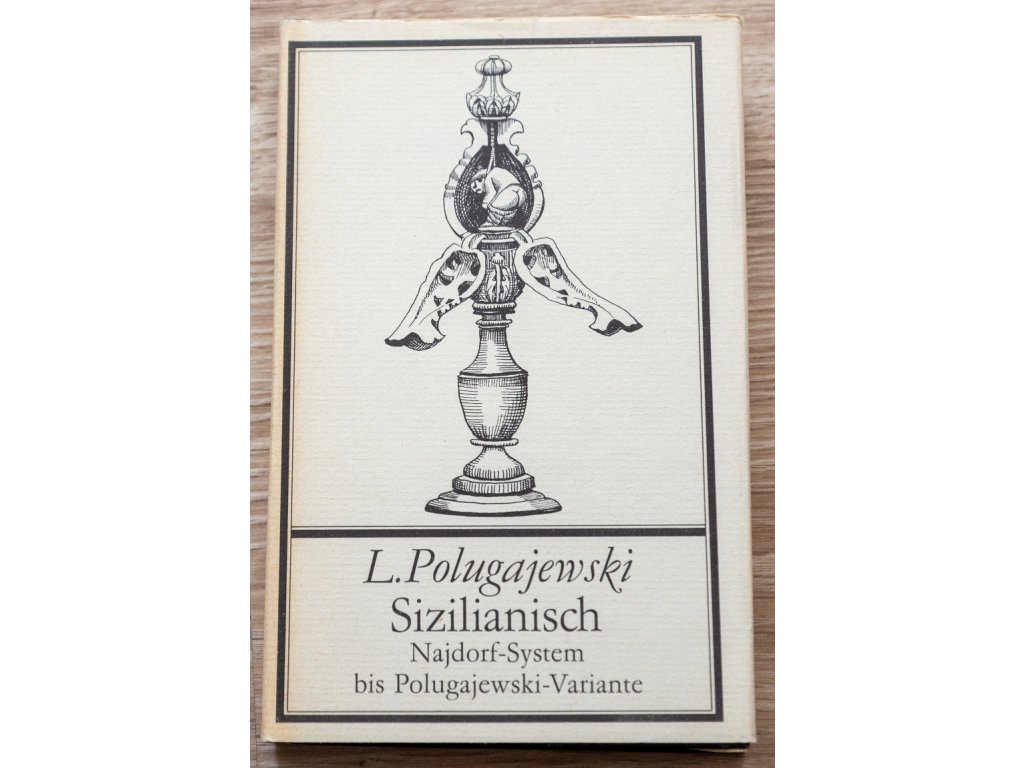 L. Polugajewski
Sizilianisch
Najdorf-System
bis Polugajewski-Variante